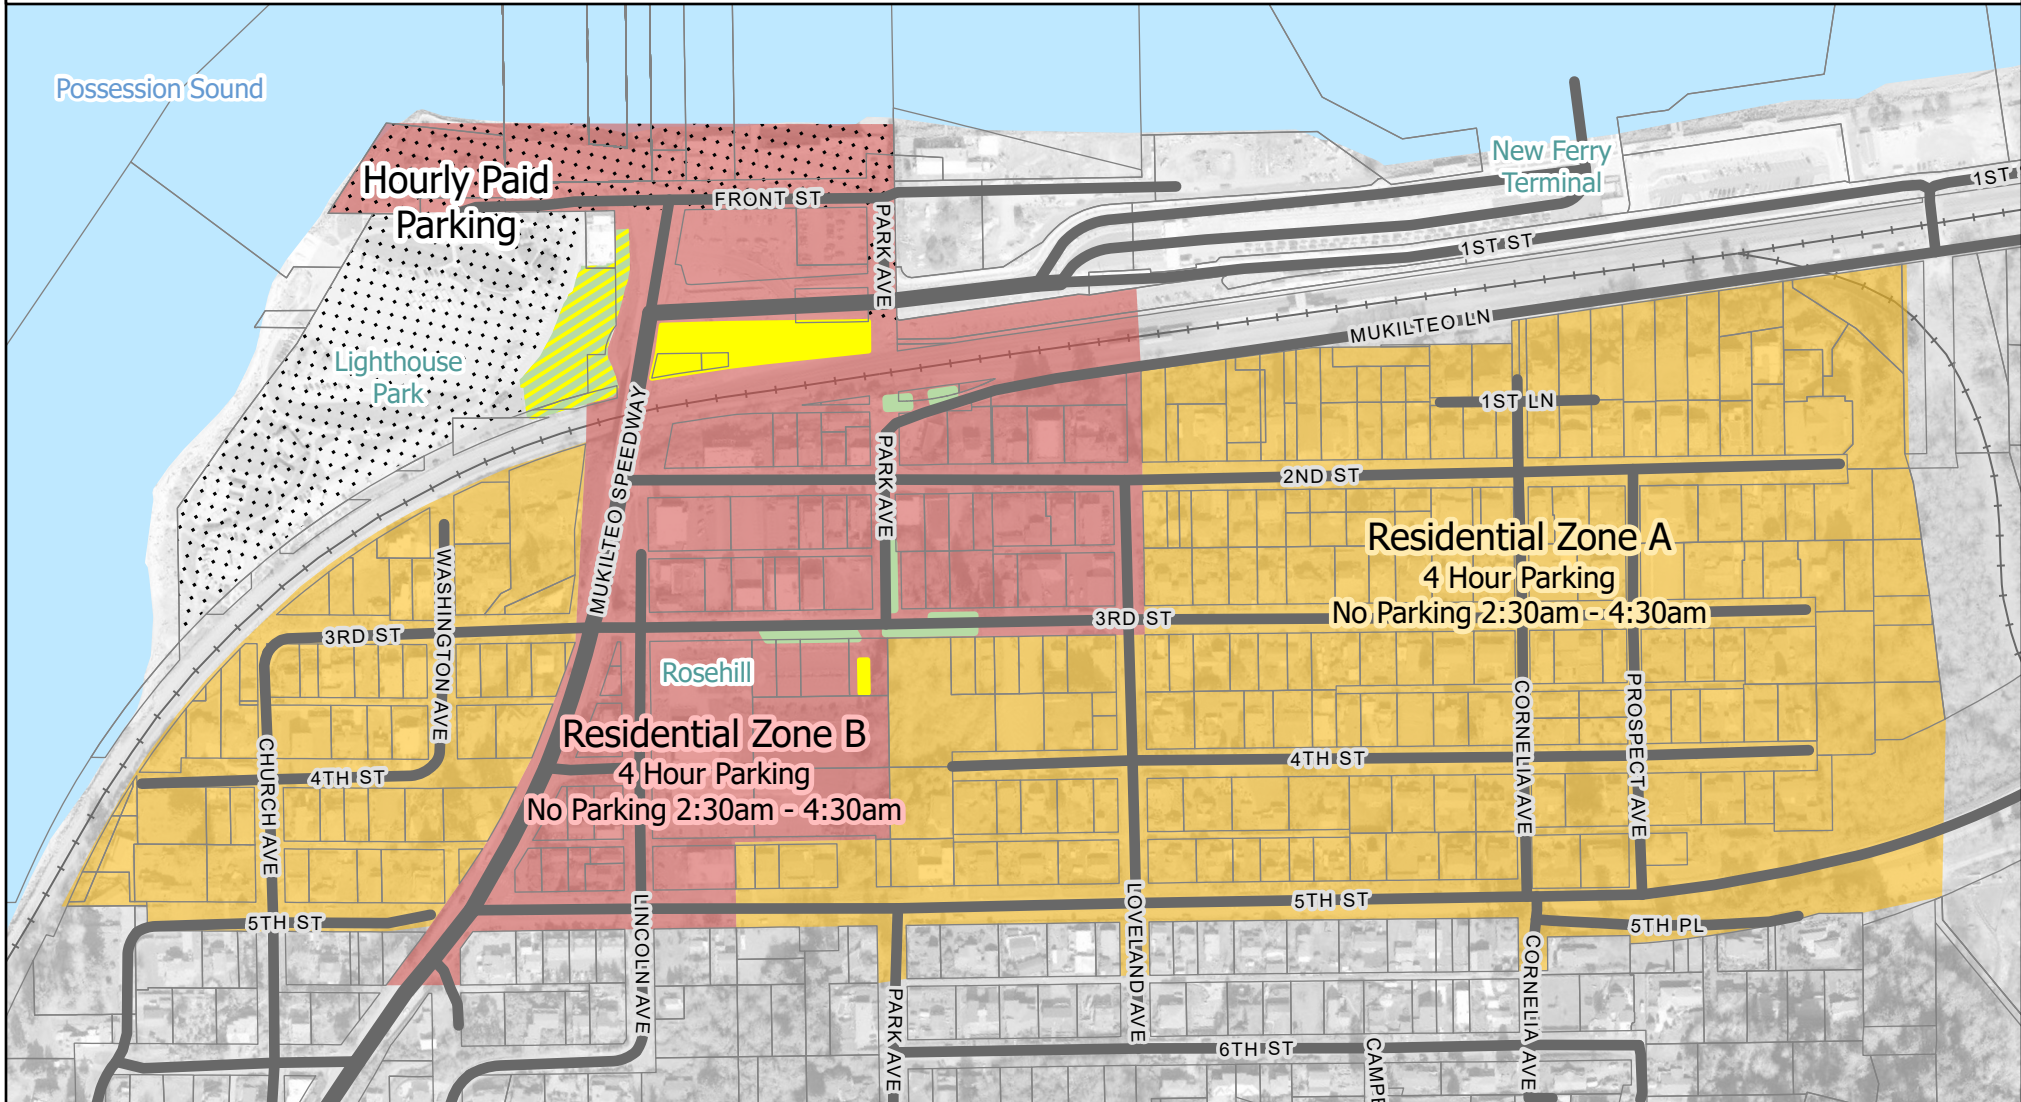 Possession Sound
Hourly Paid
Parking
New Ferry
Terminal
1ST
FRONT ST
PARK AVE
1ST ST
MUKILTEO LN
Lighthouse
Park
MUKILTEO SPEEDWAY
1ST LN
PARK AVE
2ND ST
Residential Zone A
4 Hour Parking
No Parking 2:30am - 4:30am
WASHINGTON AVE
3RD ST
3RD ST
Rosehill
Residential Zone B
4 Hour Parking
No Parking 2:30am - 4:30am
CORNELIA AVE
PROSPECT AVE
CHURCH AVE
4TH ST
4TH ST
5TH ST
LINCOLN AVE
LOVELAND AVE
5TH ST
5TH PL
CORNELIA AVE
PARK AVE
6TH ST